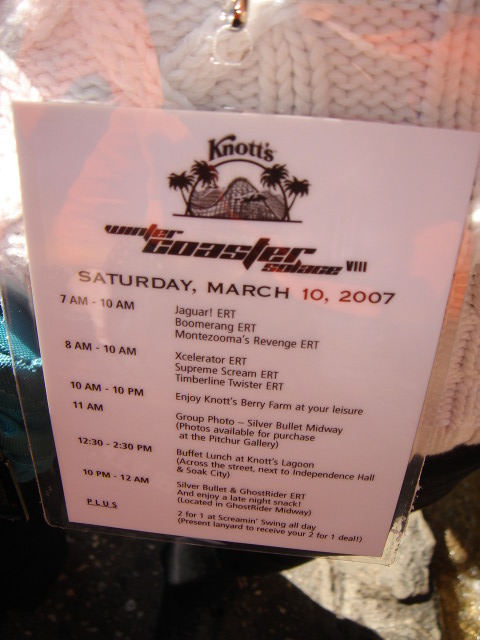 Knott's
winter
coaster
solace VIII
SATURDAY, MARCH 10, 2007
7 AM - 10 AM
Jaguar! ERT
Boomerang ERT
Montezooma's Revenge ERT
8 AM - 10 AM
Xcelerator ERT
Supreme Scream ERT
Timberline Twister ERT
10 AM - 10 PM
Enjoy Knott's Berry Farm at your leisure
11 AM
Group Photo – Silver Bullet Midway
(Photos available for purchase
at the Pitchur Gallery)
12:30 - 2:30 PM
Buffet Lunch at Knott's Lagoon
(Across the street, next to Independence Hall
& Soak City)
10 PM - 12 AM
Silver Bullet & GhostRider ERT
And enjoy a late night snack!
(Located in GhostRider Midway)
PLUS
2 for 1 at Screamin' Swing all day
(Present lanyard to receive your 2 for 1 deal!)